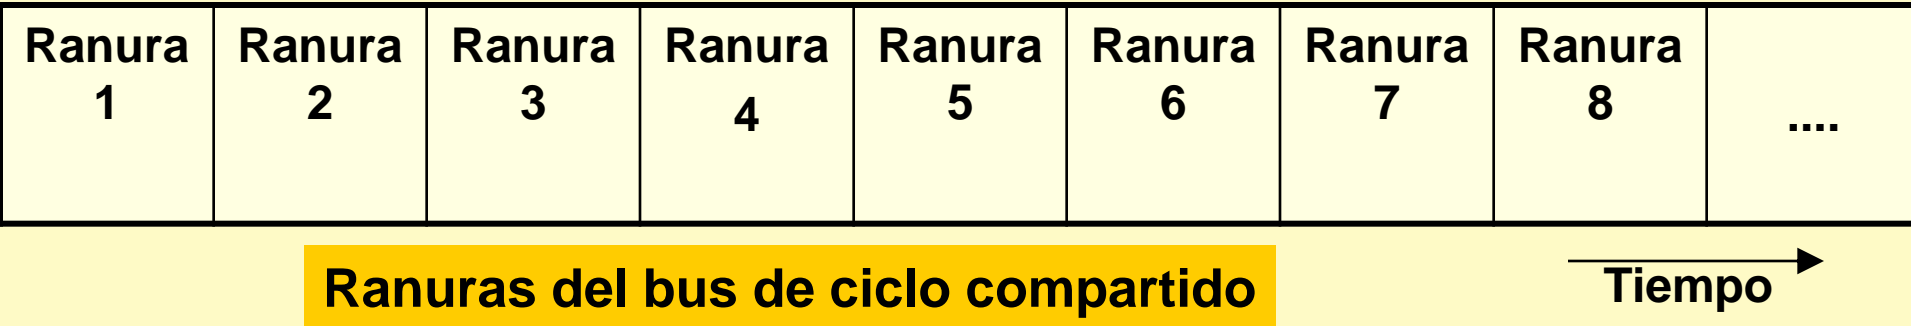 Ranura Ranura Ranura Ranura Ranura Ranura Ranura Ranura
1 2 3 4 5 6 7 8 ....
Ranuras del bus de ciclo compartido
Tiempo